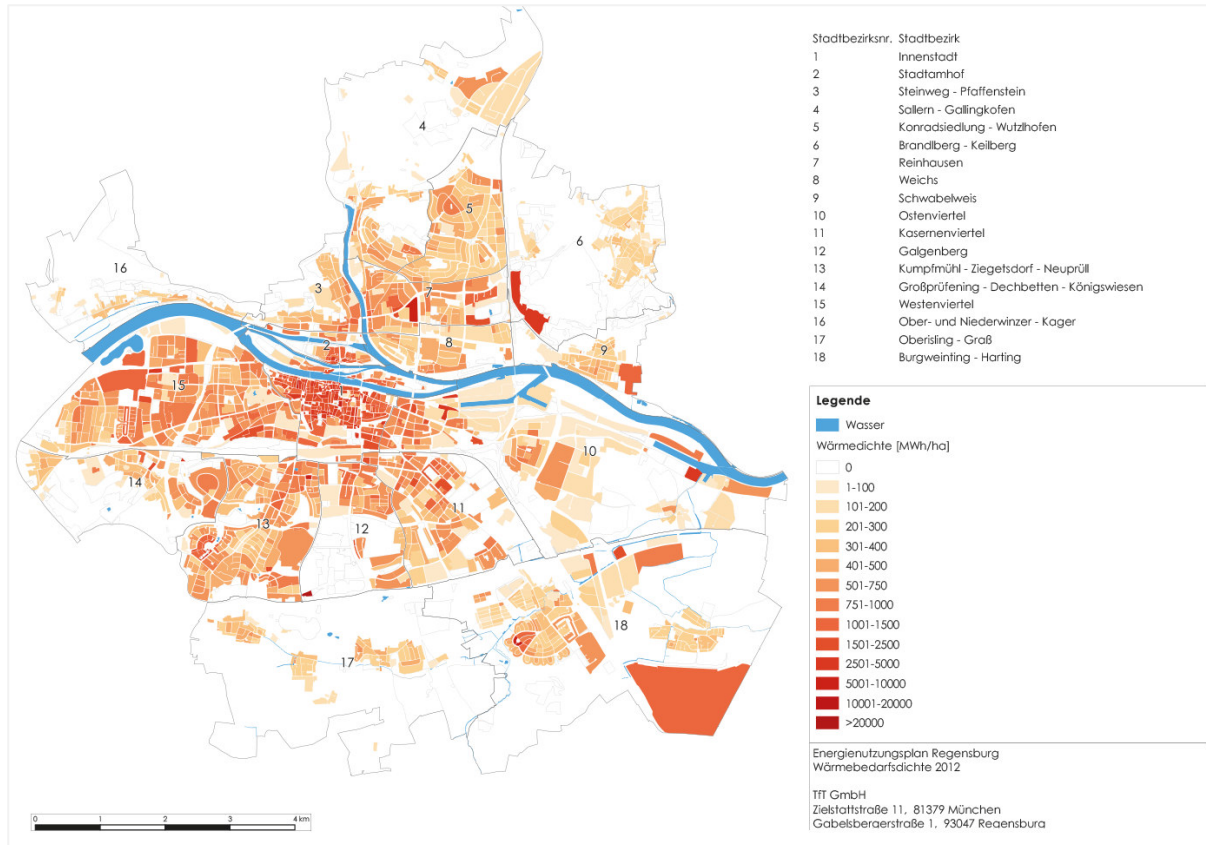 Stadtbezirksnr. Stadtbezirk
1 Innenstadt
2 Stadtamhof
3 Steinweg - Pfaffenstein
4 Sallern - Gallingkofen
5 Konradsiedlung - Wutzlhofen
6 Brandlberg - Keilberg
7 Reinhausen
8 Weichs
9 Schwabelweis
10 Ostenviertel
11 Kasernenviertel
12 Galgenberg
13 Kumpfmühl - Ziegetsdorf - Neuprüll
14 Großprüfening - Dechbetten - Königswiesen
15 Westenviertel
16 Ober- und Niederwinzer - Kager
17 Oberisling - Graß
18 Burgweinting - Harting
Legende
Wasser
Wärmedichte [MWh/ha]
0
1-100
101-200
201-300
301-400
401-500
501-750
751-1000
1001-1500
1501-2500
2501-5000
5001-10000
10001-20000
>20000
Energienutzungsplan Regensburg
Wärmebedarfsdichte 2012
TfT GmbH
Zielstattstraße 11, 81379 München
Gabelsbergerstraße 1, 93047 Regensburg
4
5
6
16
3
7
2
8
9
15
10
14
11
13
12
18
17
0 1 2 3 4 km